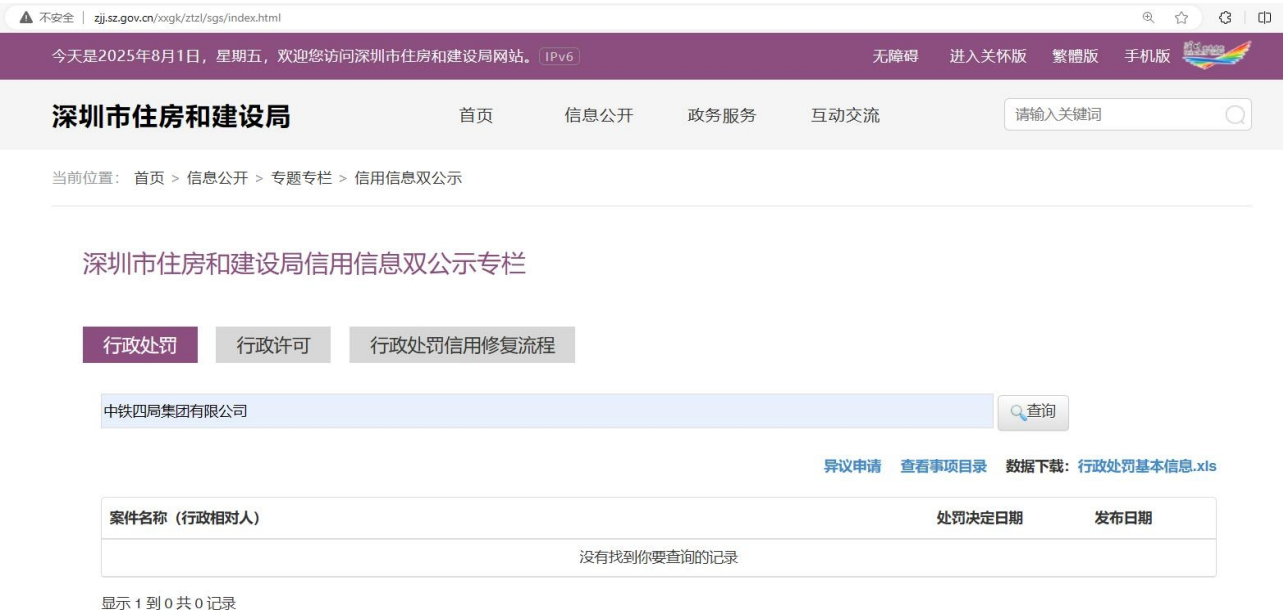 不安全 | zjj.sz.gov.cn/xxgk/ztzl/sgs/index.html
今天是2025年8月1日，星期五，欢迎您访问深圳市住房和建设局网站。 IPv6 无障碍 进入关怀版 繁體版 手机版
深圳市住房和建设局 首页 信息公开 政务服务 互动交流 请输入关键词
当前位置： 首页 > 信息公开 > 专题专栏 > 信用信息双公示
深圳市住房和建设局信用信息双公示专栏
行政处罚 行政许可 行政处罚信用修复流程
中铁四局集团有限公司 查询
异议申请 查看事项目录 数据下载：行政处罚基本信息.xls
案件名称（行政相对人） 处罚决定日期 发布日期
没有找到你要查询的记录
显示 1 到 0 共 0 记录